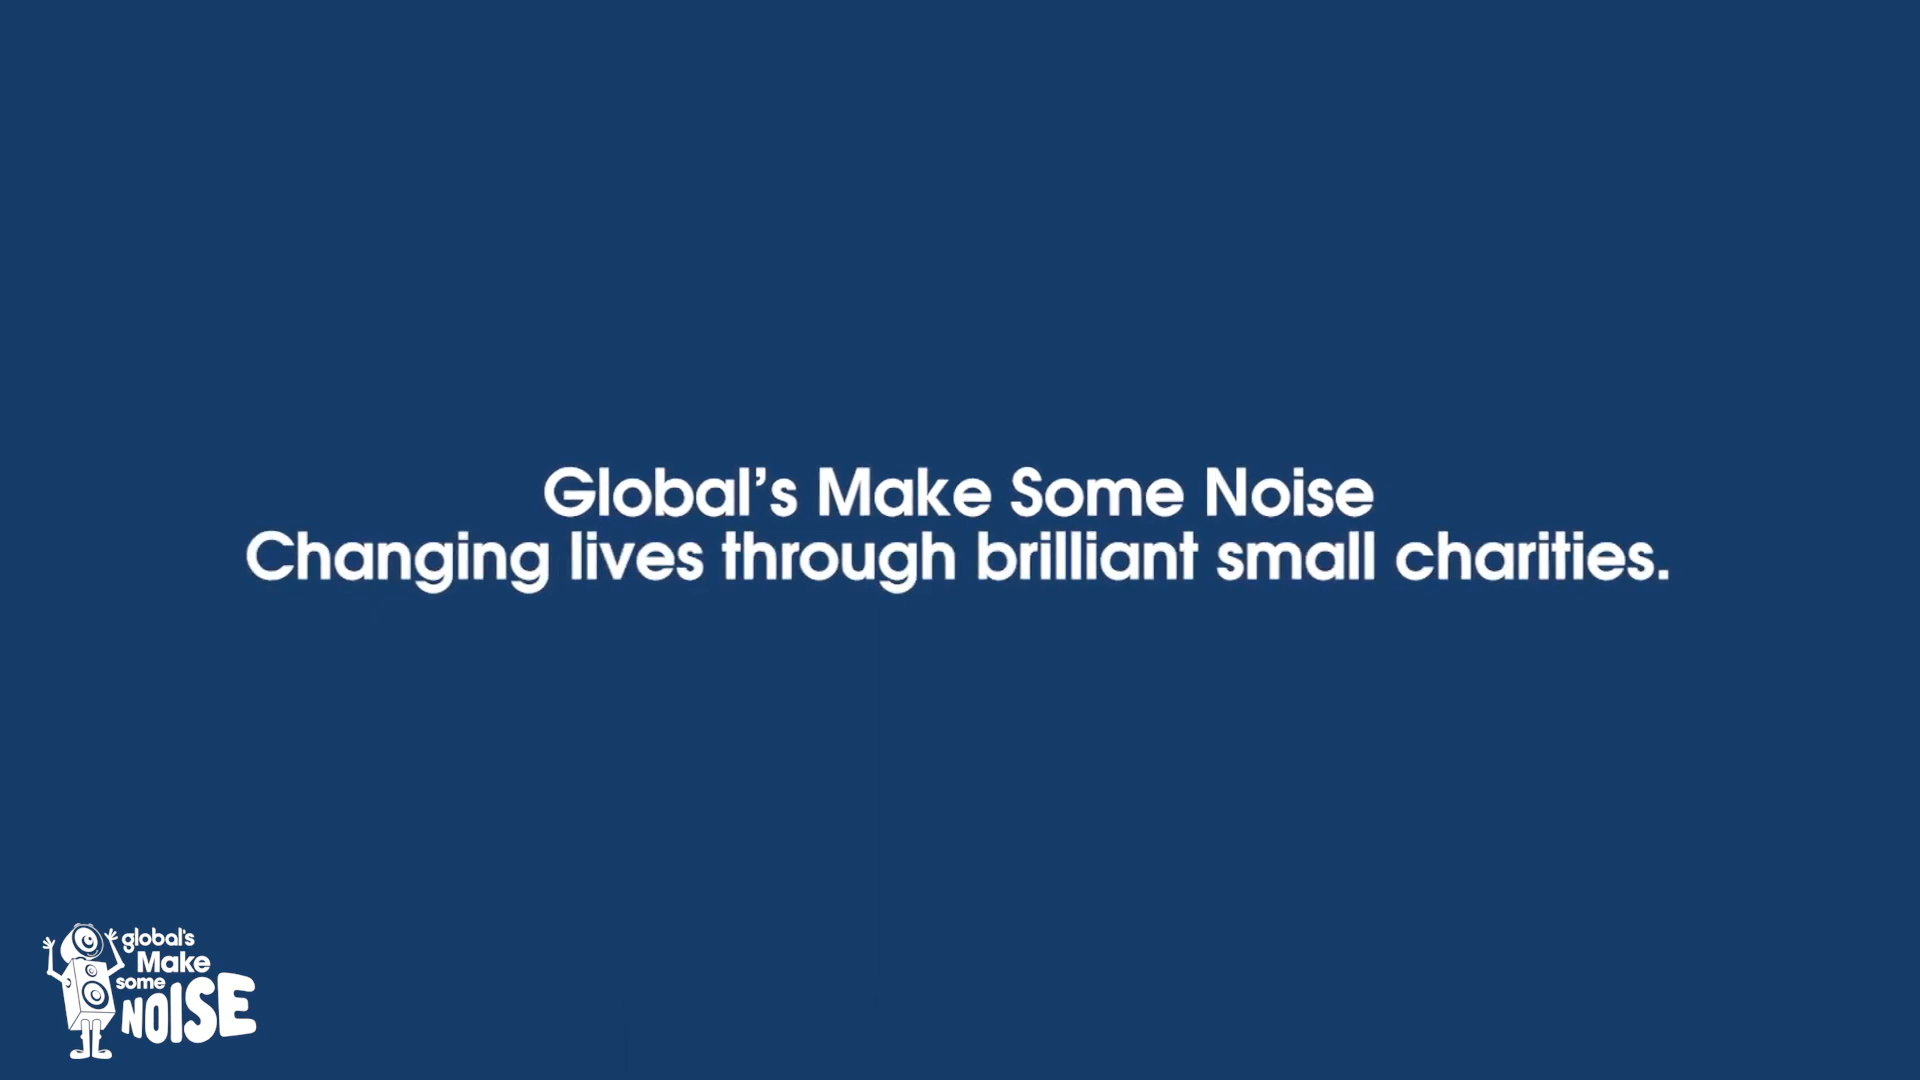 Global’s Make Some Noise
Changing lives through brilliant small charities.
global's
Make
some
NOISE